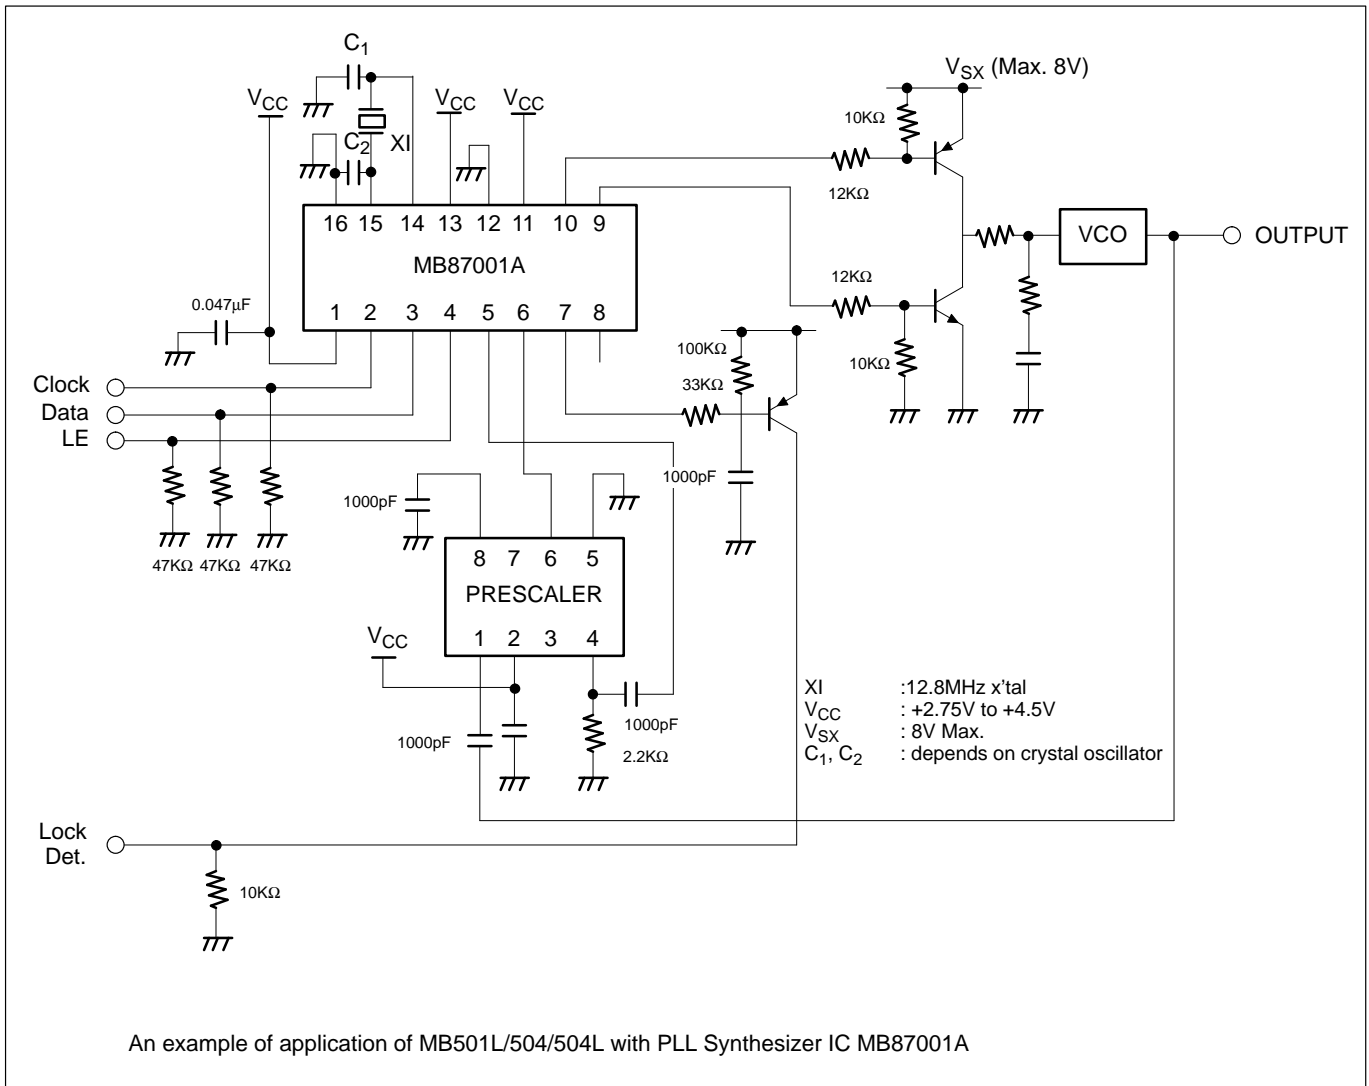 C1
VSX (Max. 8V)
VCC
VCC
VCC
10KΩ
C2
XI
12KΩ
16 15 14 13 12 11 10 9
MB87001A
1 2 3 4 5 6 7 8
VCO
OUTPUT
12KΩ
0.047µF
100KΩ
10KΩ
33KΩ
Clock
Data
LE
1000pF
1000pF
47KΩ 47KΩ 47KΩ
8 7 6 5
PRESCALER
1 2 3 4
VCC
XI :12.8MHz x'tal
VCC : +2.75V to +4.5V
VSX : 8V Max.
C1, C2 : depends on crystal oscillator
1000pF
1000pF
2.2KΩ
Lock
Det.
10KΩ
An example of application of MB501L/504/504L with PLL Synthesizer IC MB87001A